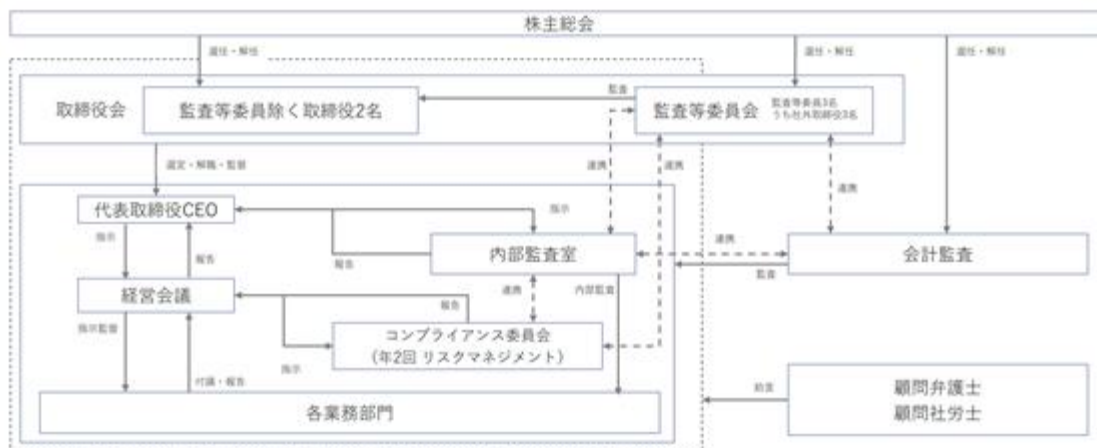 株主総会
選任・解任
選任・解任
選任・解任
取締役会
監査等委員除く取締役2名
監査
監査等委員会
監査等委員3名
うち社外取締役3名
選定・解職・監督
連携
連携
連携
代表取締役CEO
指示
指示
報告
報告
内部監査室
連携
監査
会計監査
経営会議
連携
内部監査
報告
指示監督
コンプライアンス委員会
(年2回 リスクマネジメント)
指示
付議・報告
各業務部門
顧問弁護士
顧問社労士